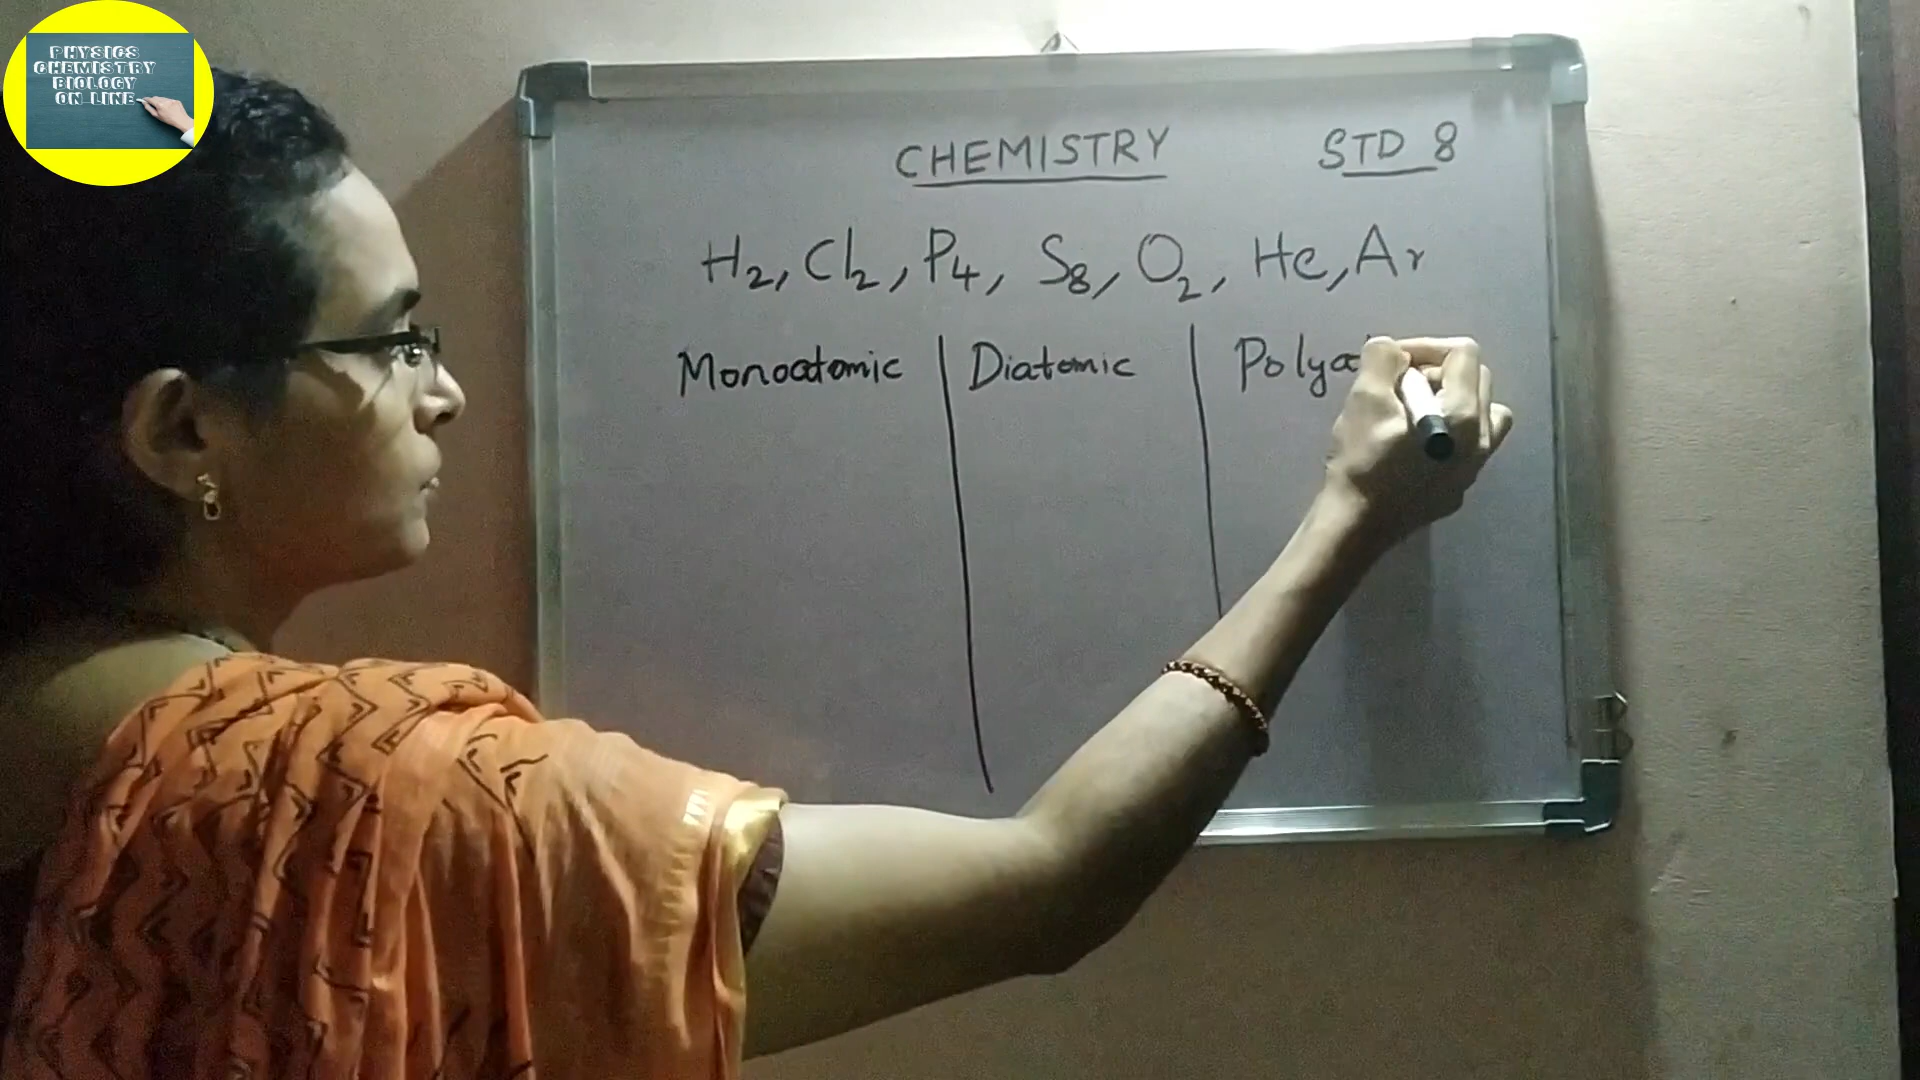 PHYSICS
CHEMISTRY
BIOLOGY
ON LINE
CHEMISTRY STD 8
H₂, Cl₂, P₄, S₈, O₂, He, Ar
Monoatomic Diatomic Polya